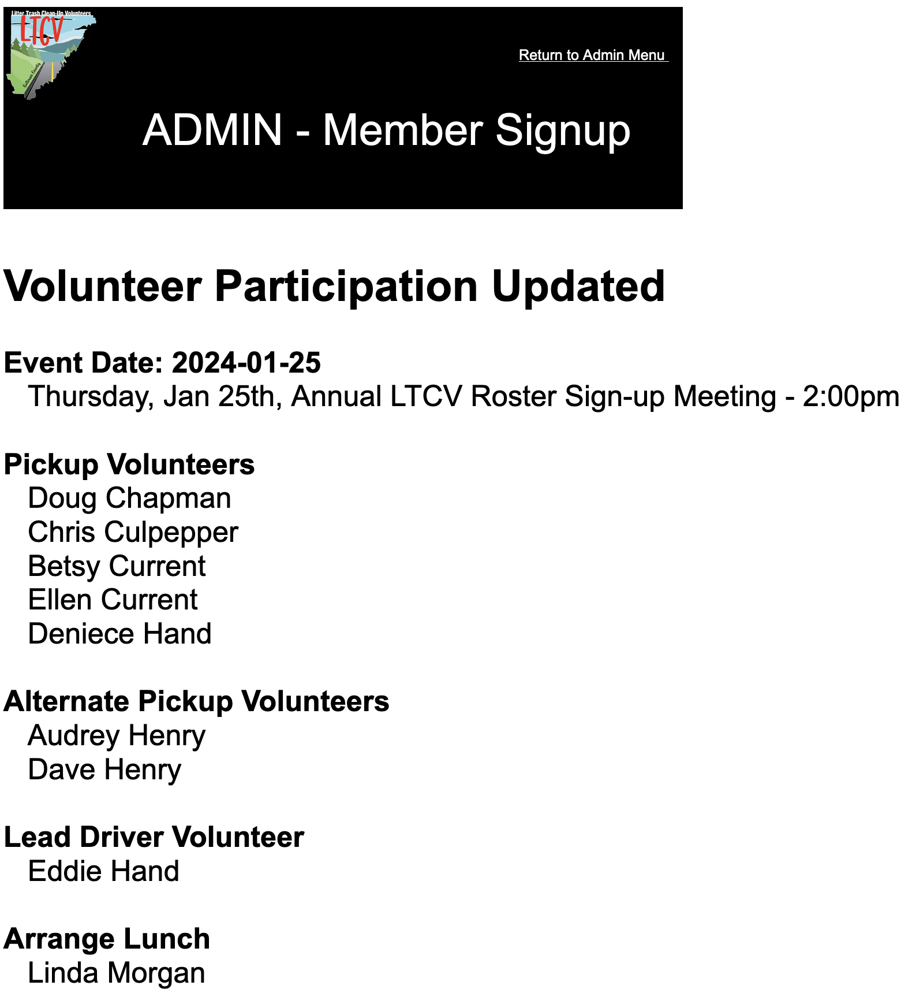 Litter Trash Clean-Up Volunteers
LTCV
Cullman County
Return to Admin Menu
ADMIN - Member Signup
Volunteer Participation Updated
Event Date: 2024-01-25
Thursday, Jan 25th, Annual LTCV Roster Sign-up Meeting - 2:00pm
Pickup Volunteers
Doug Chapman
Chris Culpepper
Betsy Current
Ellen Current
Deniece Hand
Alternate Pickup Volunteers
Audrey Henry
Dave Henry
Lead Driver Volunteer
Eddie Hand
Arrange Lunch
Linda Morgan